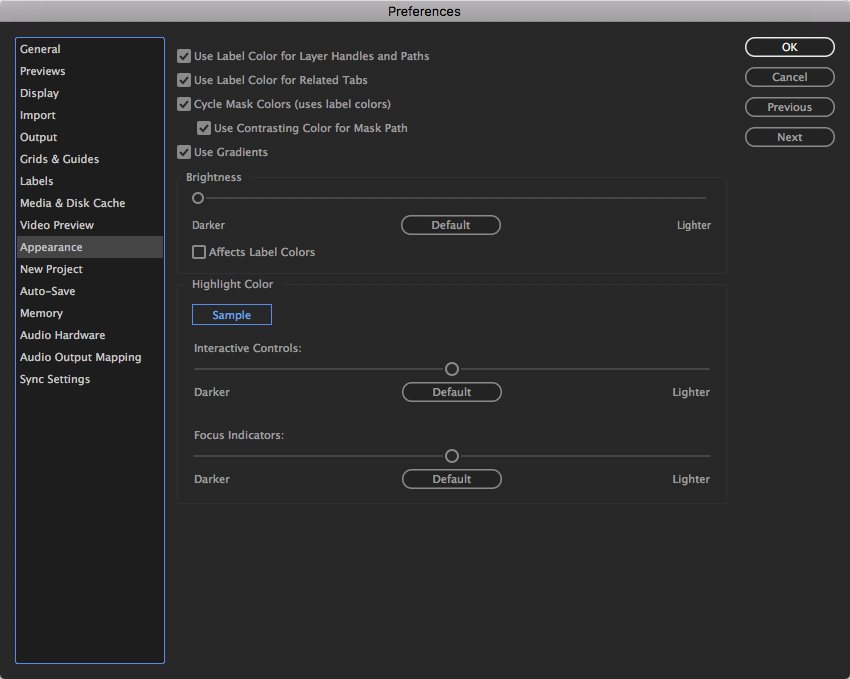 Preferences
General
Previews
Display
Import
Output
Grids & Guides
Labels
Media & Disk Cache
Video Preview
Appearance
New Project
Auto-Save
Memory
Audio Hardware
Audio Output Mapping
Sync Settings
Use Label Color for Layer Handles and Paths
Use Label Color for Related Tabs
Cycle Mask Colors (uses label colors)
Use Contrasting Color for Mask Path
Use Gradients
Brightness
Darker Default Lighter
Affects Label Colors
Highlight Color
Sample
Interactive Controls:
Darker Default Lighter
Focus Indicators:
Darker Default Lighter
OK
Cancel
Previous
Next